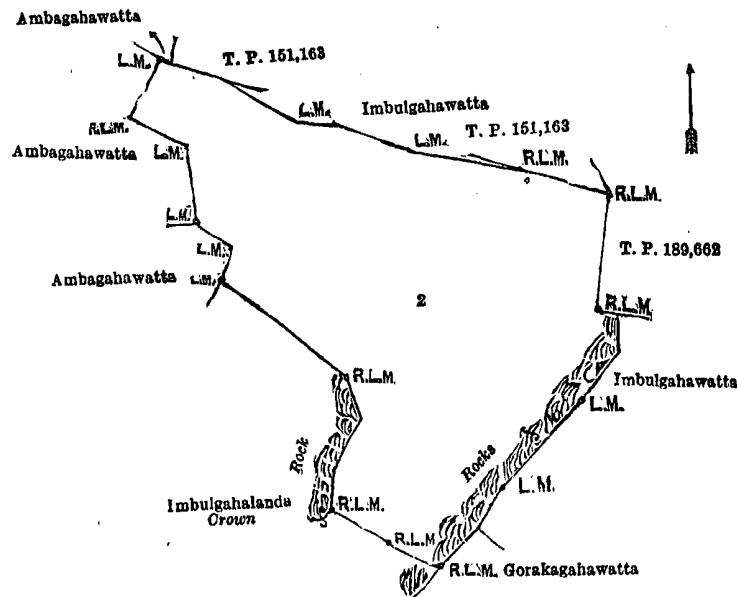 Ambagahawatta
L.M.
T. P. 151,163
L.M.
Imbulgahawatta
R.L.M.
Ambagahawatta
L.M.
L.M.
T. P. 151,163
R.L.M.
R.L.M.
L.M.
L.M.
T. P. 189,662
Ambagahawatta
L.M.
2
R.L.M.
R.L.M.
Imbulgahawatta
L.M.
Rock
Rocks
L.M.
Imbulgahalanda
Crown
R.L.M.
R.L.M
R.L.M. Gorakagahawatta